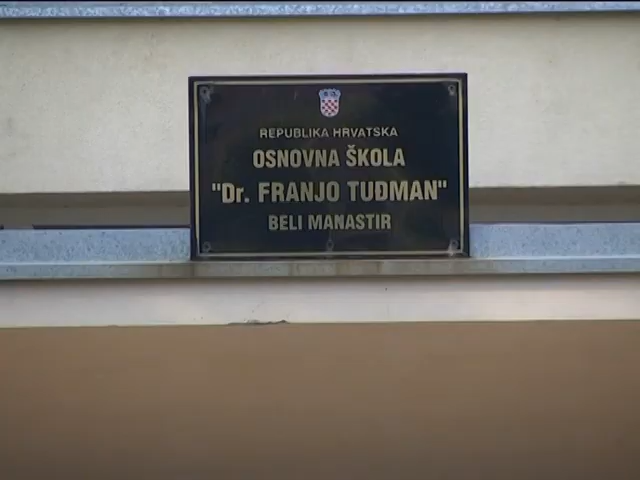 REPUBLIKA HRVATSKA
OSNOVNA ŠKOLA
"Dr. FRANJO TUĐMAN"
BELI MANASTIR